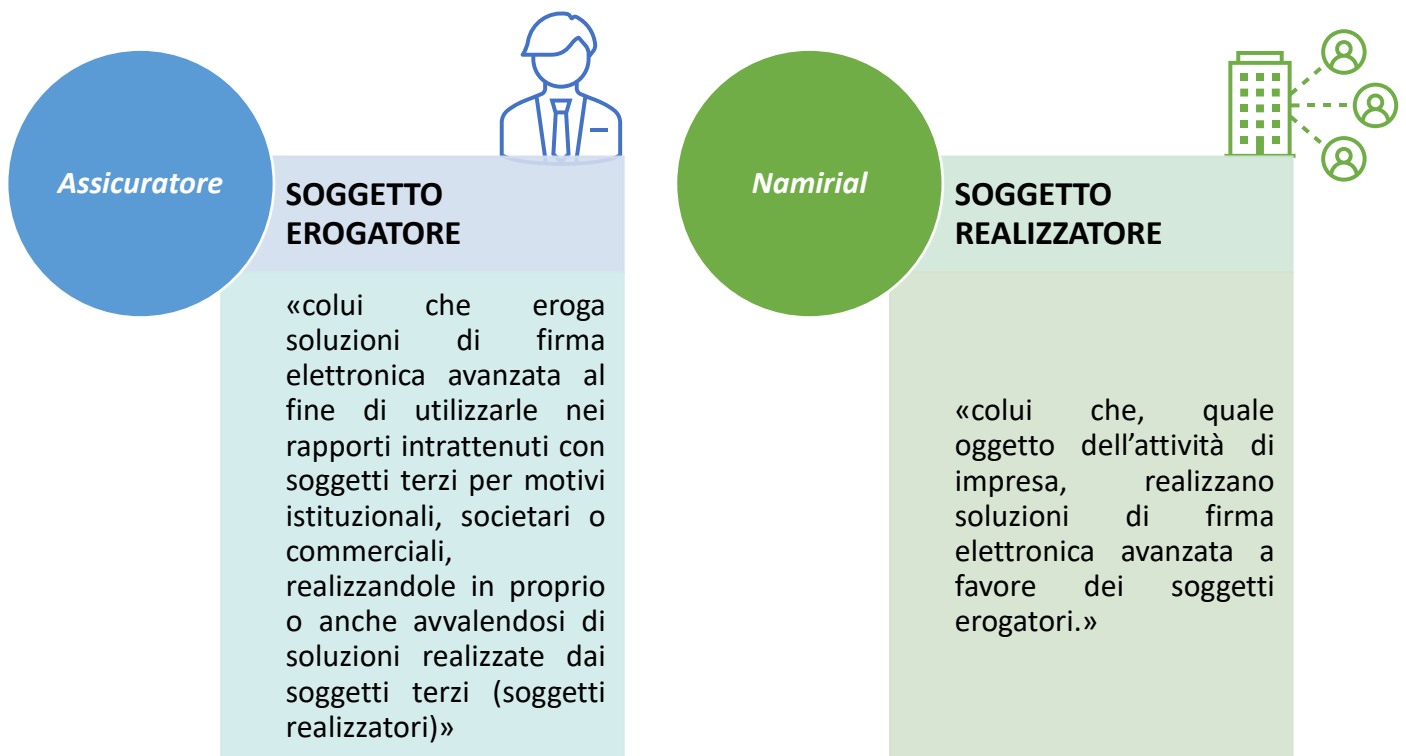 Assicuratore
SOGGETTO
EROGATORE
«colui che eroga
soluzioni di firma
elettronica avanzata al
fine di utilizzarle nei
rapporti intrattenuti con
soggetti terzi per motivi
istituzionali, societari o
commerciali,
realizzandole in proprio
o anche avvalendosi di
soluzioni realizzate dai
soggetti terzi (soggetti
realizzatori)»
Namirial
SOGGETTO
REALIZZATORE
«colui che, quale
oggetto dell’attività di
impresa, realizzano
soluzioni di firma
elettronica avanzata a
favore dei soggetti
erogatori.»